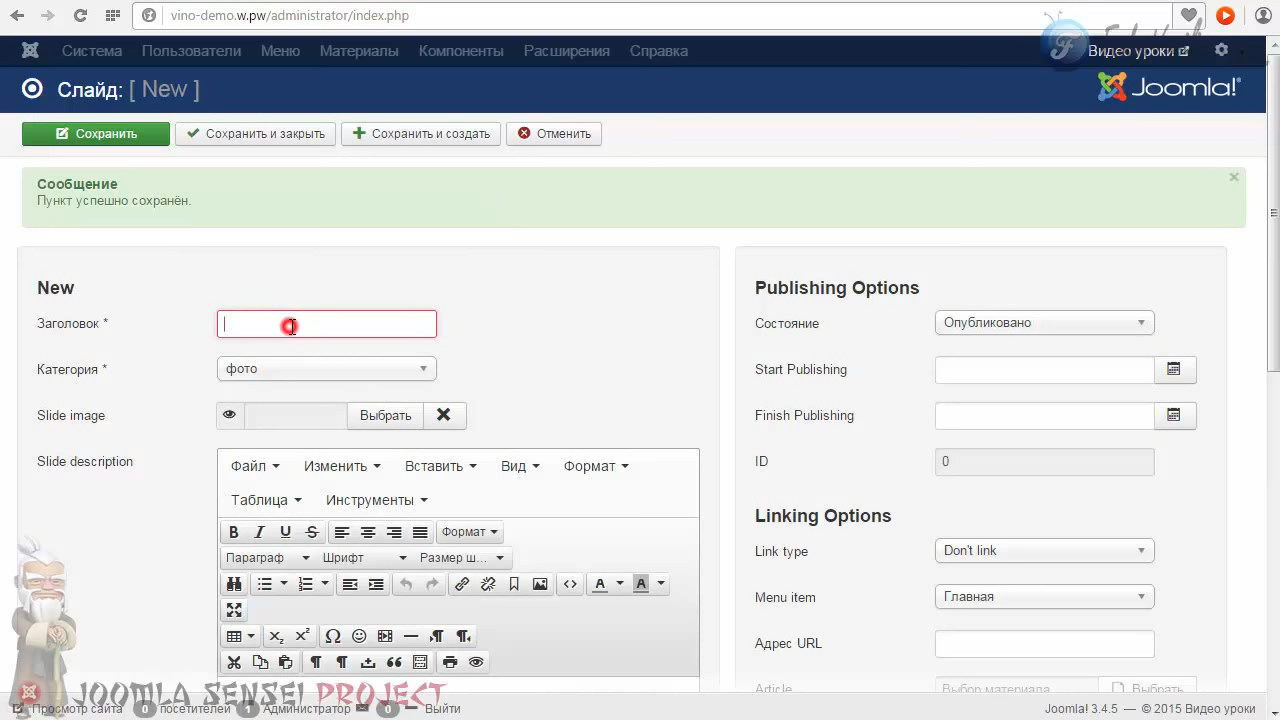 vino-demo.w.pw/administrator/index.php
Система Пользователи Меню Материалы Компоненты Расширения Справка Видео уроки
Слайд: [ New ] Joomla!
Сохранить Сохранить и закрыть Сохранить и создать Отменить
Сообщение
Пункт успешно сохранён.
New
Заголовок *
Категория * фото
Slide image Выбрать
Slide description Файл Изменить Вставить Вид Формат
Таблица Инструменты
B I U S Формат
Параграф Шрифт Размер ш...
A A
Publishing Options
Состояние Опубликовано
Start Publishing
Finish Publishing
ID 0
Linking Options
Link type Don't link
Menu item Главная
Адрес URL
Article Выбор материала Выбрать
JOOMLA SENSEI PROJECT
Просмотр сайта 0 посетителей 1 Администратор 0 Выйти Joomla! 3.4.5 — © 2015 Видео уроки